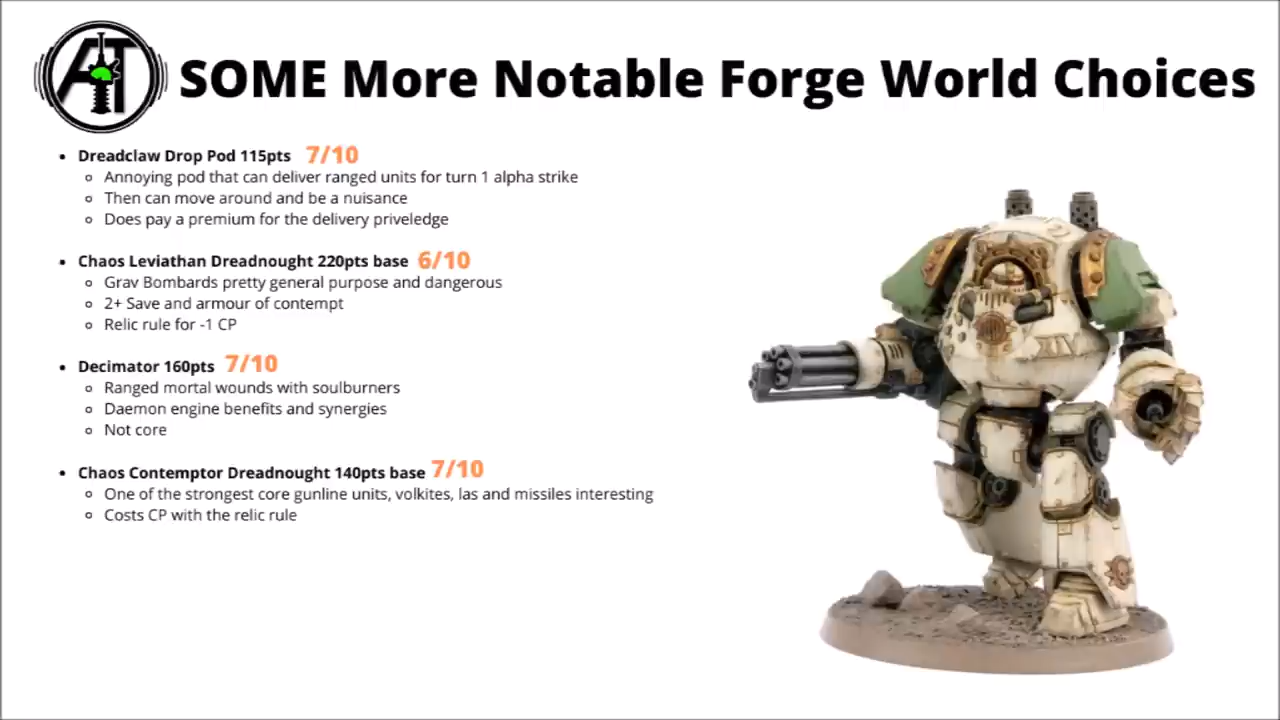 AT
SOME More Notable Forge World Choices
• Dreadclaw Drop Pod 115pts 7/10
◦ Annoying pod that can deliver ranged units for turn 1 alpha strike
◦ Then can move around and be a nuisance
◦ Does pay a premium for the delivery priveledge
• Chaos Leviathan Dreadnought 220pts base 6/10
◦ Grav Bombards pretty general purpose and dangerous
◦ 2+ Save and armour of contempt
◦ Relic rule for -1 CP
• Decimator 160pts 7/10
◦ Ranged mortal wounds with soulburners
◦ Daemon engine benefits and synergies
◦ Not core
• Chaos Contemptor Dreadnought 140pts base 7/10
◦ One of the strongest core gunline units, volkites, las and missiles interesting
◦ Costs CP with the relic rule
XIV